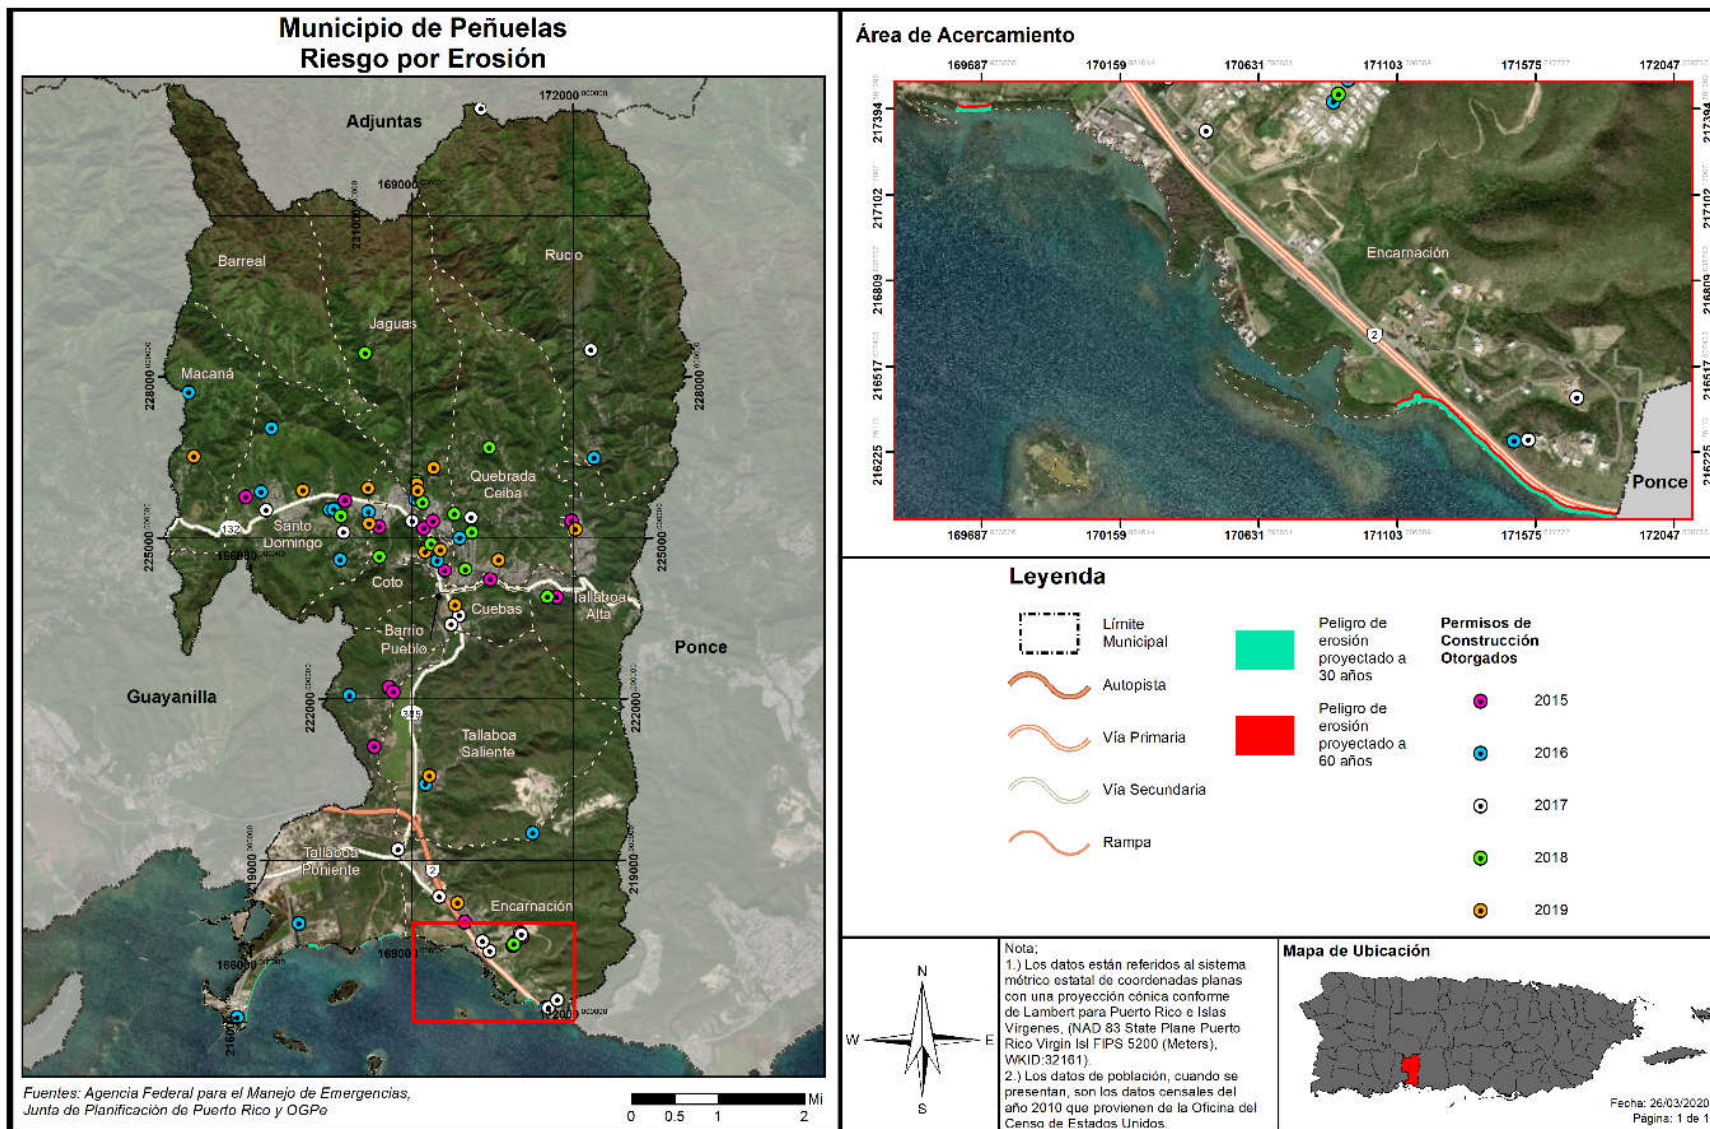 Municipio de Peñuelas
Riesgo por Erosión
Adjuntas
172000
169000
231000
Barreal
Rucio
Jaguas
Macaná
228000
228000
Quebrada
Ceiba
132
Santo
Domingo
225000
225000
Coto
Cuebas
Tallaboa
Alta
Barrio
Pueblo
Ponce
Guayanilla
222000
222000
385
Tallaboa
Saliente
Tallaboa
Poniente
219000
219000
2
Encarnación
169000
166000
172000
216000
Fuentes: Agencia Federal para el Manejo de Emergencias,
Junta de Planificación de Puerto Rico y OGPe
0 0.5 1 2 Mi
Área de Acercamiento
169687 170159 170631 171103 171575 172047
217394 217394
217102 217102
Encarnación
216809 216809
2
216517 216517
216225 216225
Ponce
169687 170159 170631 171103 171575 172047
Leyenda
Límite
Municipal
Autopista
Vía Primaria
Vía Secundaria
Rampa
Peligro de
erosión
proyectado a
30 años
Peligro de
erosión
proyectado a
60 años
Permisos de
Construcción
Otorgados
2015
2016
2017
2018
2019
N
W E
S
Nota;
1.) Los datos están referidos al sistema
métrico estatal de coordenadas planas
con una proyección cónica conforme
de Lambert para Puerto Rico e Islas
Vírgenes, (NAD 83 State Plane Puerto
Rico Virgin Isl FIPS 5200 (Meters),
WKID:32161).
2.) Los datos de población, cuando se
presentan, son los datos censales del
año 2010 que provienen de la Oficina del
Censo de Estados Unidos.
Mapa de Ubicación
Fecha: 26/03/2020
Página: 1 de 1